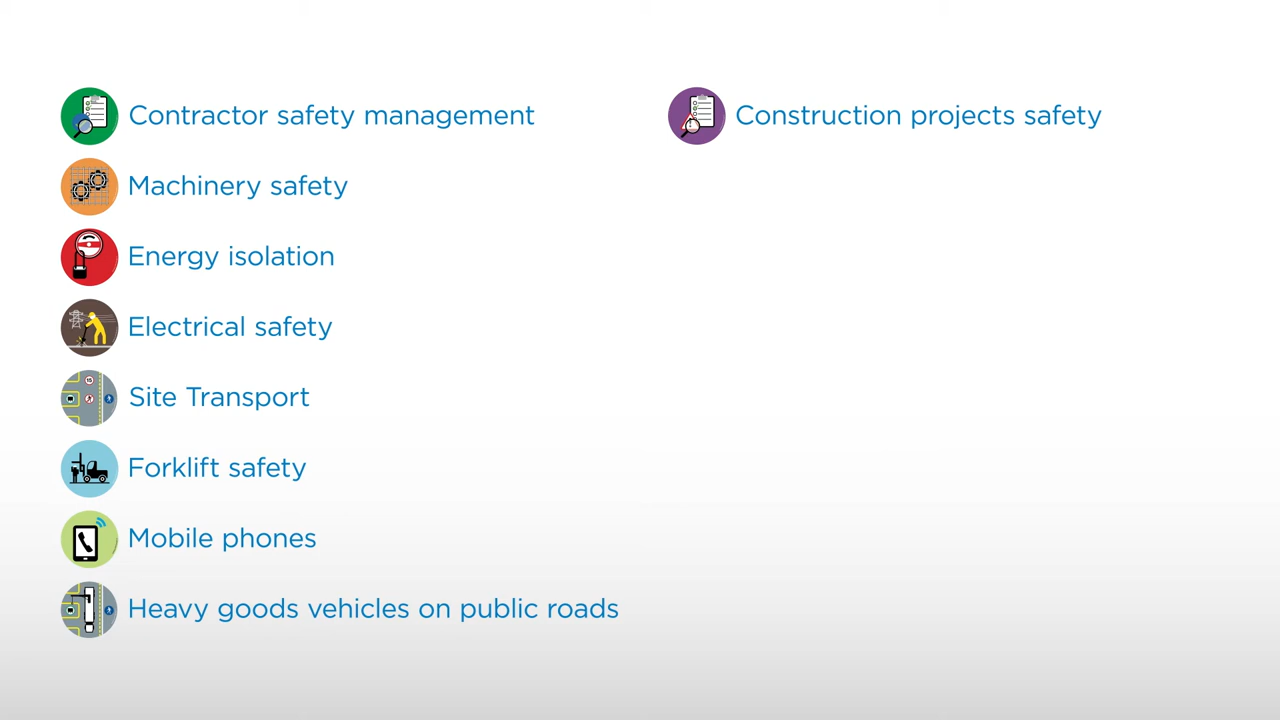 Contractor safety management
Machinery safety
Energy isolation
Electrical safety
Site Transport
Forklift safety
Mobile phones
Heavy goods vehicles on public roads
Construction projects safety